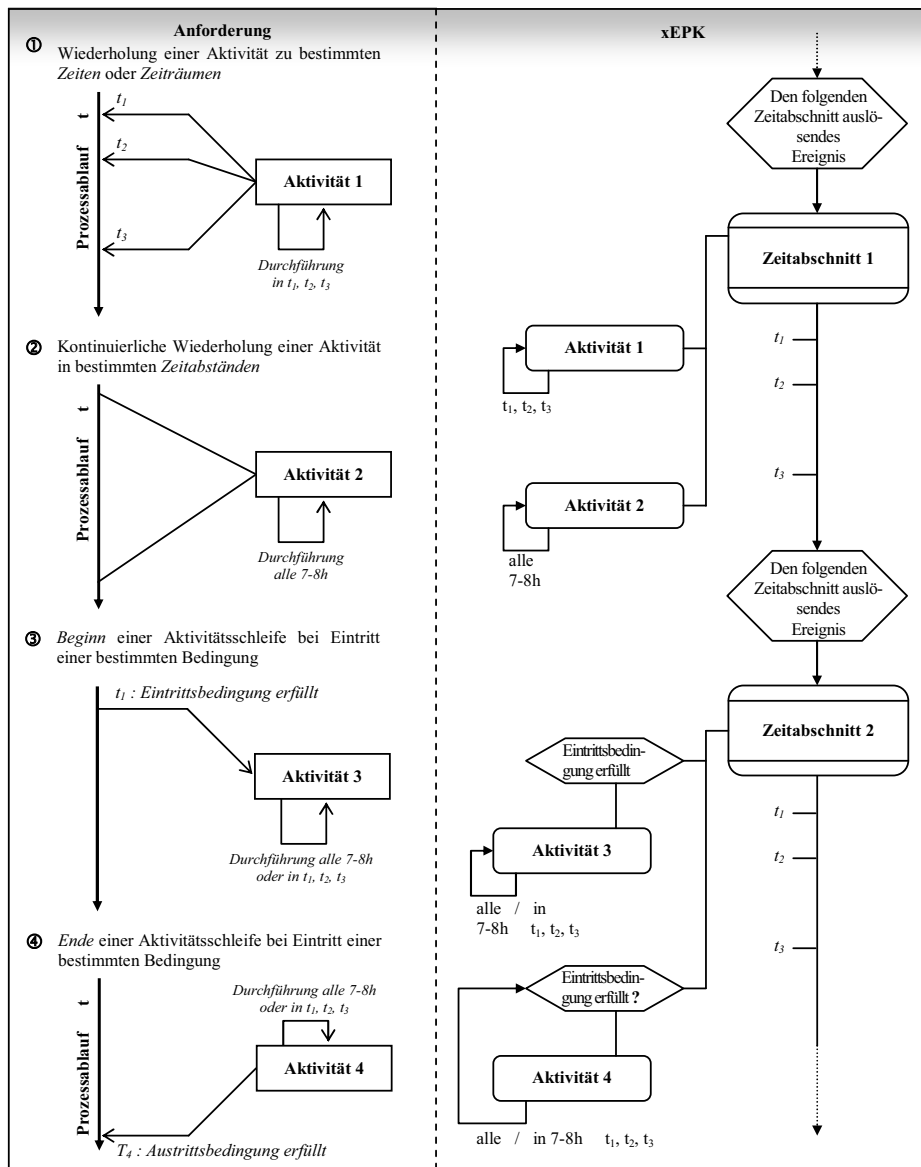 Anforderung
① Wiederholung einer Aktivität zu bestimmten
Zeiten oder Zeiträumen
t1
t2
t3
Prozessablauf t
Aktivität 1
Durchführung
in t1, t2, t3
② Kontinuierliche Wiederholung einer Aktivität
in bestimmten Zeitabständen
Prozessablauf t
Aktivität 2
Durchführung
alle 7-8h
③ Beginn einer Aktivitätsschleife bei Eintritt
einer bestimmten Bedingung
t1 : Eintrittsbedingung erfüllt
Aktivität 3
Durchführung alle 7-8h
oder in t1, t2, t3
④ Ende einer Aktivitätsschleife bei Eintritt einer
bestimmten Bedingung
Durchführung alle 7-8h
oder in t1, t2, t3
Prozessablauf t
Aktivität 4
T4 : Austrittsbedingung erfüllt
xEPK
Den folgenden
Zeitabschnitt auslö-
sendes
Ereignis
Zeitabschnitt 1
t1
t2
t3
Aktivität 1
t1, t2, t3
Aktivität 2
alle
7-8h
Den folgenden
Zeitabschnitt auslö-
sendes
Ereignis
Zeitabschnitt 2
t1
t2
t3
Eintrittsbedin-
gung erfüllt
Aktivität 3
alle / in
7-8h t1, t2, t3
Eintrittsbedin-
gung erfüllt ?
Aktivität 4
alle / in 7-8h t1, t2, t3